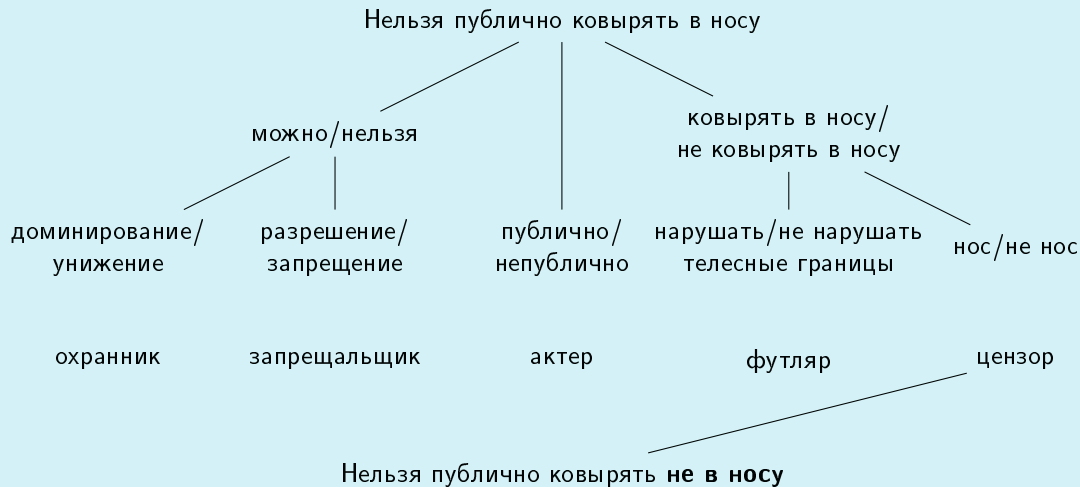 Нельзя публично ковырять в носу
можно/нельзя
ковырять в носу/
не ковырять в носу
доминирование/
унижение
разрешение/
запрещение
публично/
непублично
нарушать/не нарушать
телесные границы
нос/не нос
охранник
запрещальщик
актер
футляр
цензор
Нельзя публично ковырять не в носу